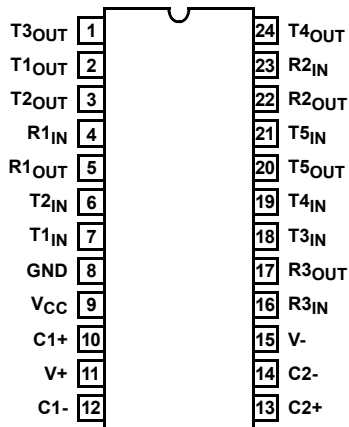 T3OUT 1 24 T4OUT
T1OUT 2 23 R2IN
T2OUT 3 22 R2OUT
R1IN 4 21 T5IN
R1OUT 5 20 T5OUT
T2IN 6 19 T4IN
T1IN 7 18 T3IN
GND 8 17 R3OUT
VCC 9 16 R3IN
C1+ 10 15 V-
V+ 11 14 C2-
C1- 12 13 C2+